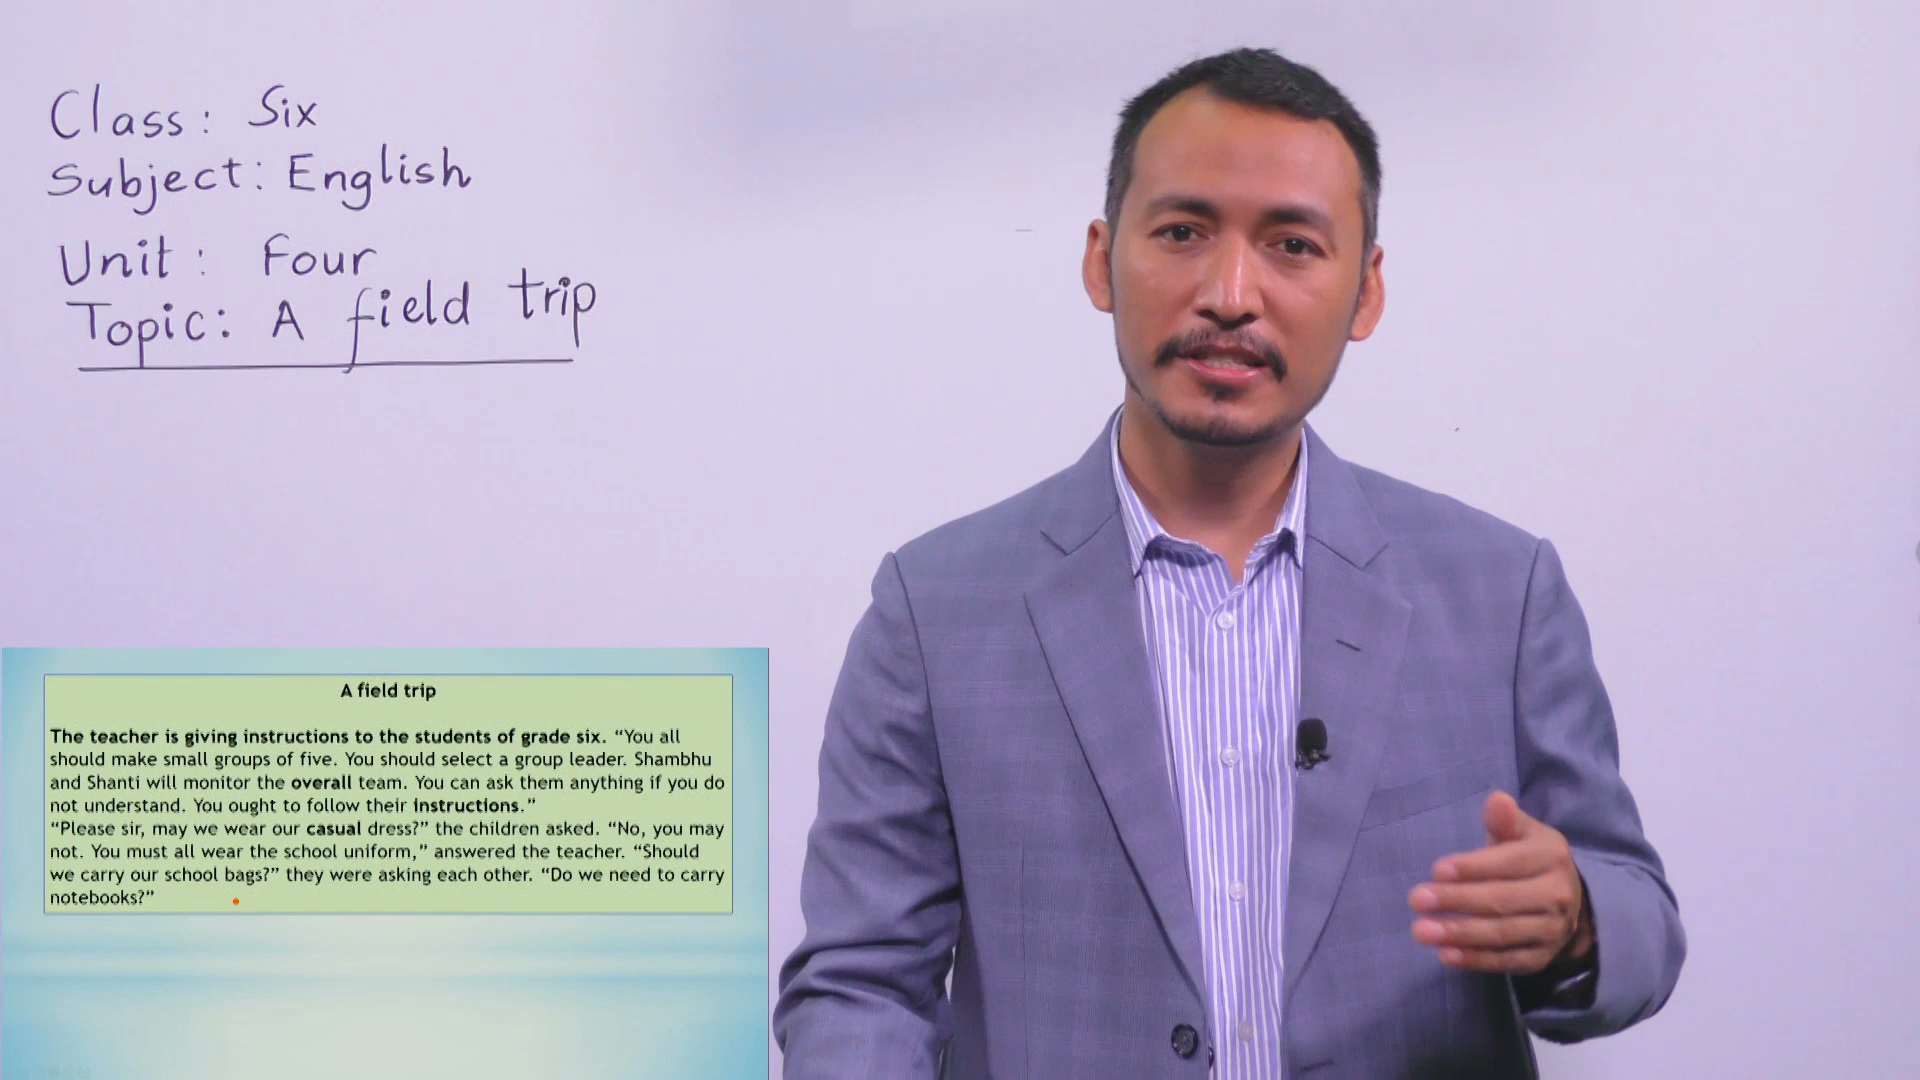 Class: Six
Subject: English
Unit: Four
Topic: A field trip
A field trip
The teacher is giving instructions to the students of grade six. “You all
should make small groups of five. You should select a group leader. Shambhu
and Shanti will monitor the overall team. You can ask them anything if you do
not understand. You ought to follow their instructions.”
“Please sir, may we wear our casual dress?” the children asked. “No, you may
not. You must all wear the school uniform,” answered the teacher. “Should
we carry our school bags?” they were asking each other. “Do we need to carry
notebooks?”